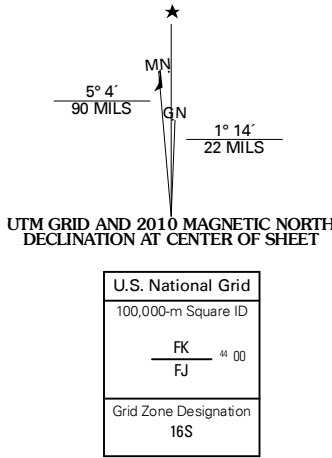 MN
5° 4´
90 MILS
GN
1° 14´
22 MILS
UTM GRID AND 2010 MAGNETIC NORTH
DECLINATION AT CENTER OF SHEET
U.S. National Grid
100,000-m Square ID
FK
44 00
FJ
Grid Zone Designation
16S